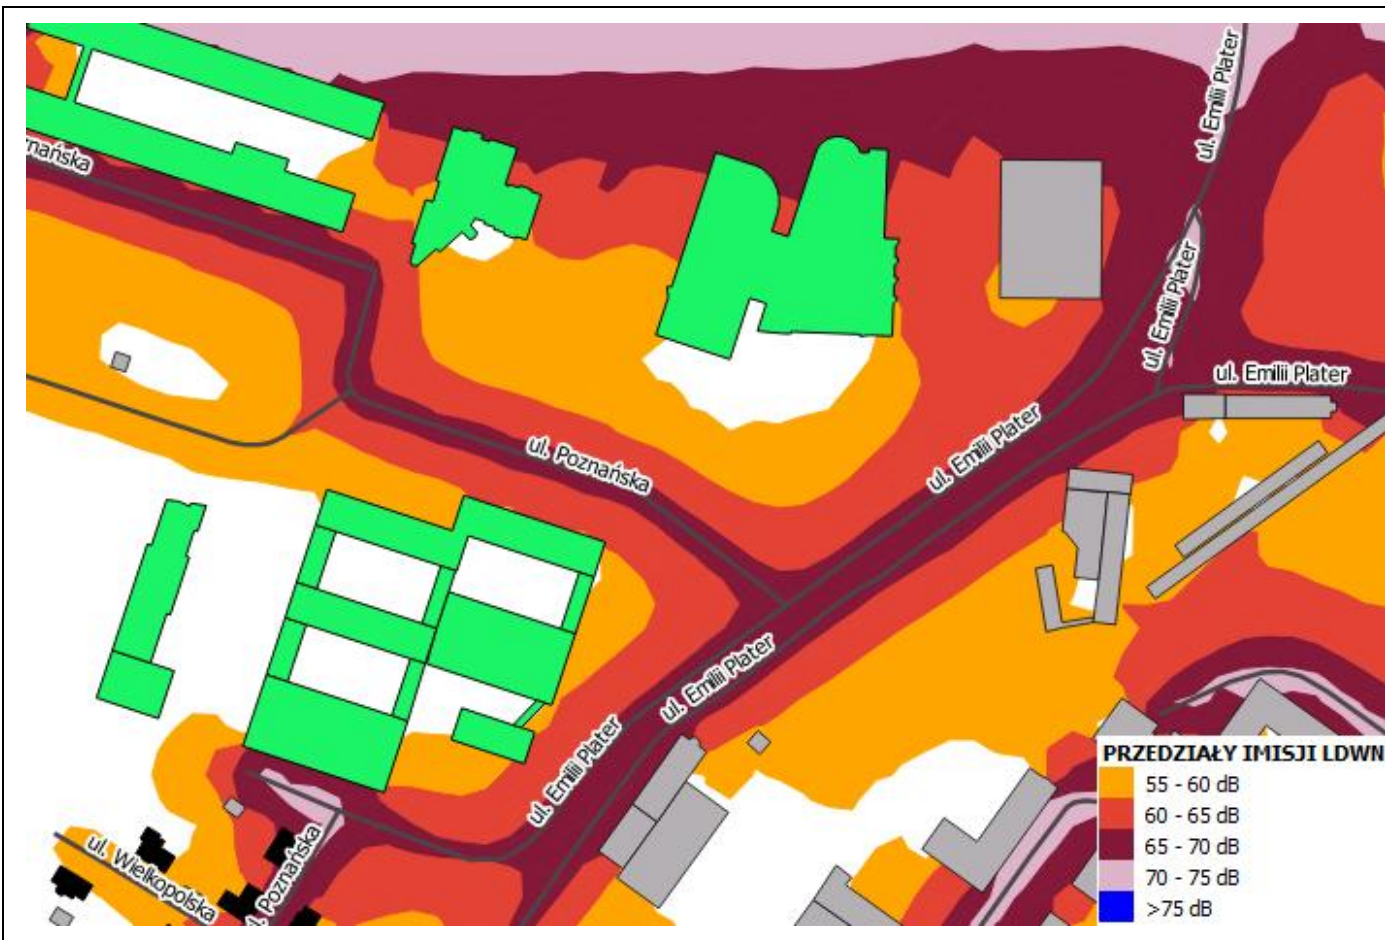 ul. Emilii Plater
znańska
ul. Emilii Plater
ul. Emilii Plater
ul. Emilii Plater
ul. Poznańska
ul. Emilii Plater
ul. Emilii Plater
PRZEDZIAŁY IMISJI LDWN
55 - 60 dB
ul. Emilii Plater
60 - 65 dB
65 - 70 dB
ul. Wielkopolska
ul. Poznańska
70 - 75 dB
>75 dB